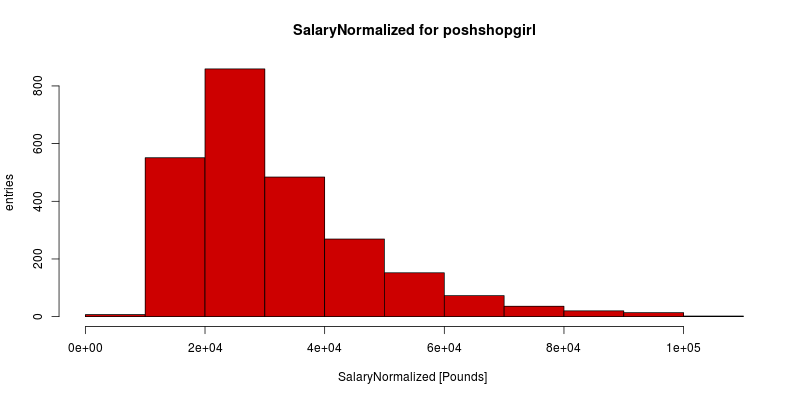 SalaryNormalized for poshshopgirl
entries
800
600
400
200
0
0e+00 2e+04 4e+04 6e+04 8e+04 1e+05
SalaryNormalized [Pounds]